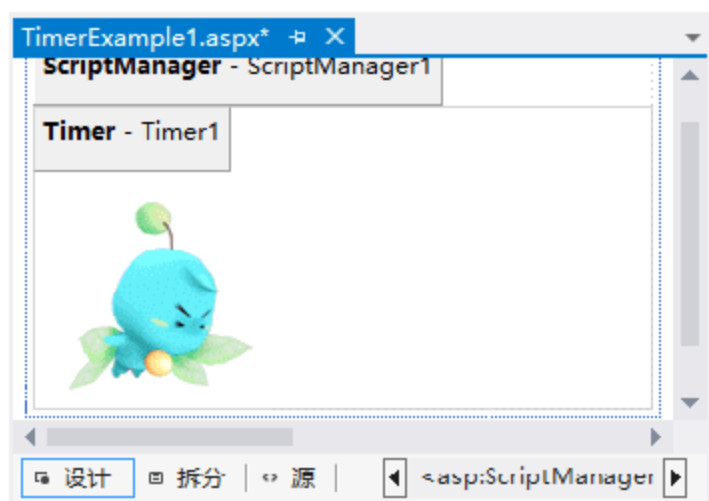 TimerExample1.aspx*
ScriptManager - ScriptManager1
Timer - Timer1
设计 拆分 源 <asp:ScriptManager